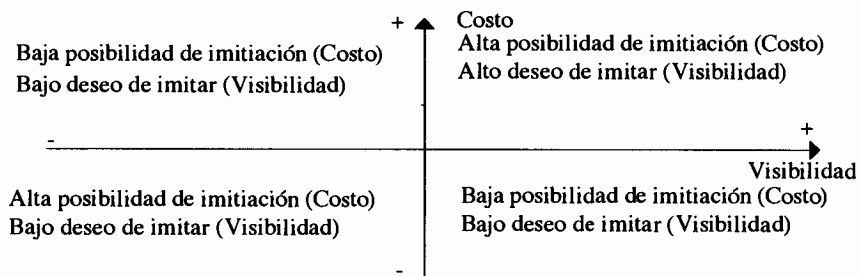 + Costo
Baja posibilidad de imitiación (Costo)
Bajo deseo de imitar (Visibilidad)
Alta posibilidad de imitiación (Costo)
Alto deseo de imitar (Visibilidad)
- +
Visibilidad
Alta posibilidad de imitiación (Costo)
Bajo deseo de imitar (Visibilidad)
Baja posibilidad de imitiación (Costo)
Bajo deseo de imitar (Visibilidad)
-